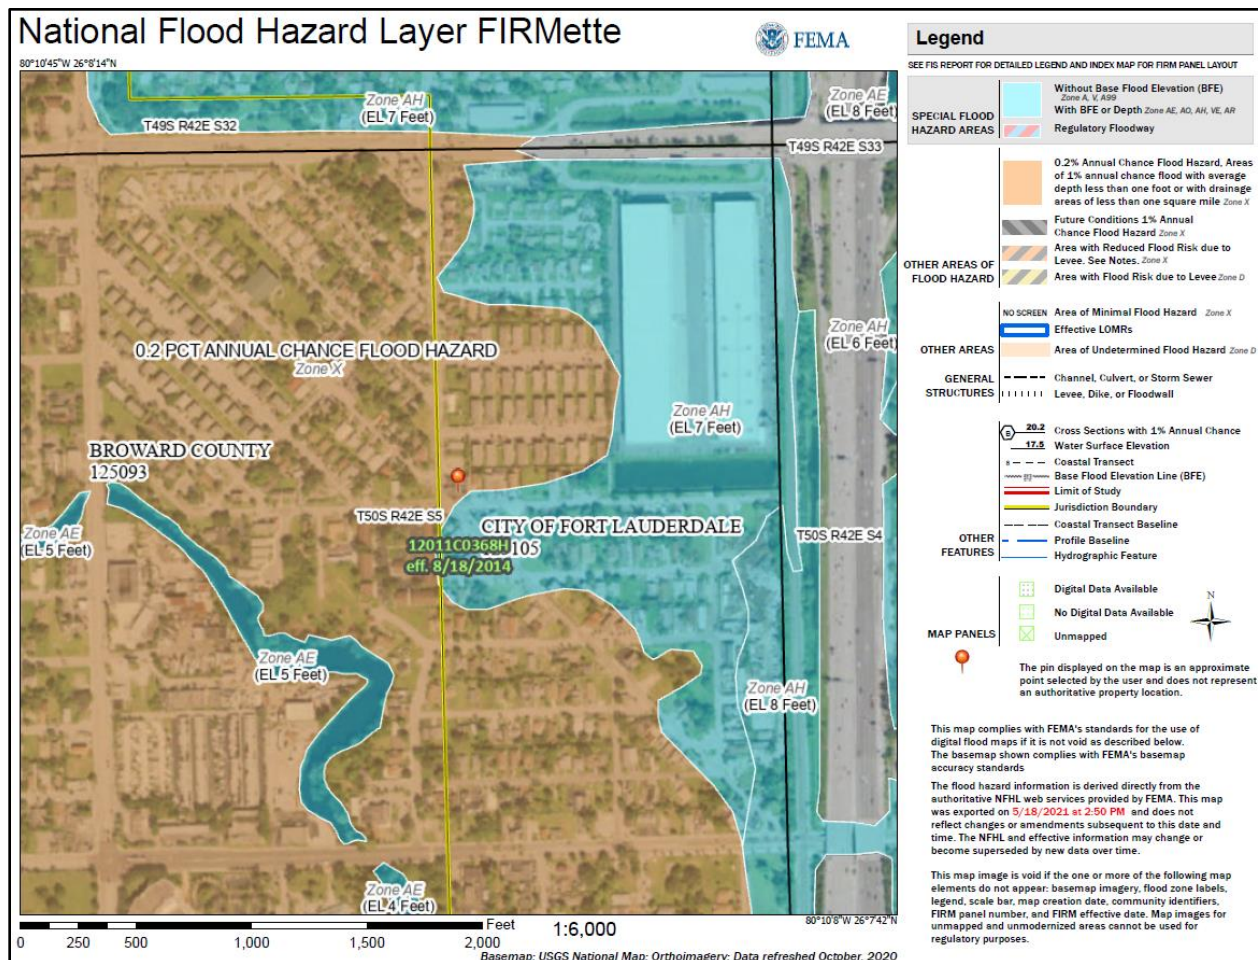 National Flood Hazard Layer FIRMette
FEMA
80°10'45"W 26°8'14"N
Zone AH
(EL 7 Feet)
Zone AE
(EL 8 Feet)
T49S R42E S32
T49S R42E S33
Zone AH
(EL 6 Feet)
0.2 PCT ANNUAL CHANCE FLOOD HAZARD
Zone X
Zone AH
(EL 7 Feet)
BROWARD COUNTY
125093
T50S R42E S5
CITY OF FORT LAUDERDALE
105
T50S R42E S4
Zone AE
(EL 5 Feet)
12011C0368H
eff. 8/18/2014
Zone AE
(EL 5 Feet)
Zone AH
(EL 8 Feet)
Zone AE
(EL 4 Feet)
80°10'8"W 26°7'42"N
Feet
1:6,000
0 250 500 1,000 1,500 2,000
Basemap: USGS National Map: Orthoimagery: Data refreshed October, 2020
Legend
SEE FIS REPORT FOR DETAILED LEGEND AND INDEX MAP FOR FIRM PANEL LAYOUT
SPECIAL FLOOD
HAZARD AREAS
Without Base Flood Elevation (BFE)
Zone A, V, A99
With BFE or Depth Zone AE, AO, AH, VE, AR
Regulatory Floodway
OTHER AREAS OF
FLOOD HAZARD
0.2% Annual Chance Flood Hazard, Areas
of 1% annual chance flood with average
depth less than one foot or with drainage
areas of less than one square mile Zone X
Future Conditions 1% Annual
Chance Flood Hazard Zone X
Area with Reduced Flood Risk due to
Levee. See Notes. Zone X
Area with Flood Risk due to Levee Zone D
OTHER AREAS
NO SCREEN Area of Minimal Flood Hazard Zone X
Effective LOMRs
Area of Undetermined Flood Hazard Zone D
GENERAL
STRUCTURES
Channel, Culvert, or Storm Sewer
Levee, Dike, or Floodwall
OTHER
FEATURES
B 20.2 Cross Sections with 1% Annual Chance
17.5 Water Surface Elevation
8 Coastal Transect
513 Base Flood Elevation Line (BFE)
Limit of Study
Jurisdiction Boundary
Coastal Transect Baseline
Profile Baseline
Hydrographic Feature
MAP PANELS
Digital Data Available
No Digital Data Available
Unmapped
N
The pin displayed on the map is an approximate
point selected by the user and does not represent
an authoritative property location.
This map complies with FEMA's standards for the use of
digital flood maps if it is not void as described below.
The basemap shown complies with FEMA's basemap
accuracy standards
The flood hazard information is derived directly from the
authoritative NFHL web services provided by FEMA. This map
was exported on 5/18/2021 at 2:50 PM and does not
reflect changes or amendments subsequent to this date and
time. The NFHL and effective information may change or
become superseded by new data over time.
This map image is void if the one or more of the following map
elements do not appear: basemap imagery, flood zone labels,
legend, scale bar, map creation date, community identifiers,
FIRM panel number, and FIRM effective date. Map images for
unmapped and unmodernized areas cannot be used for
regulatory purposes.